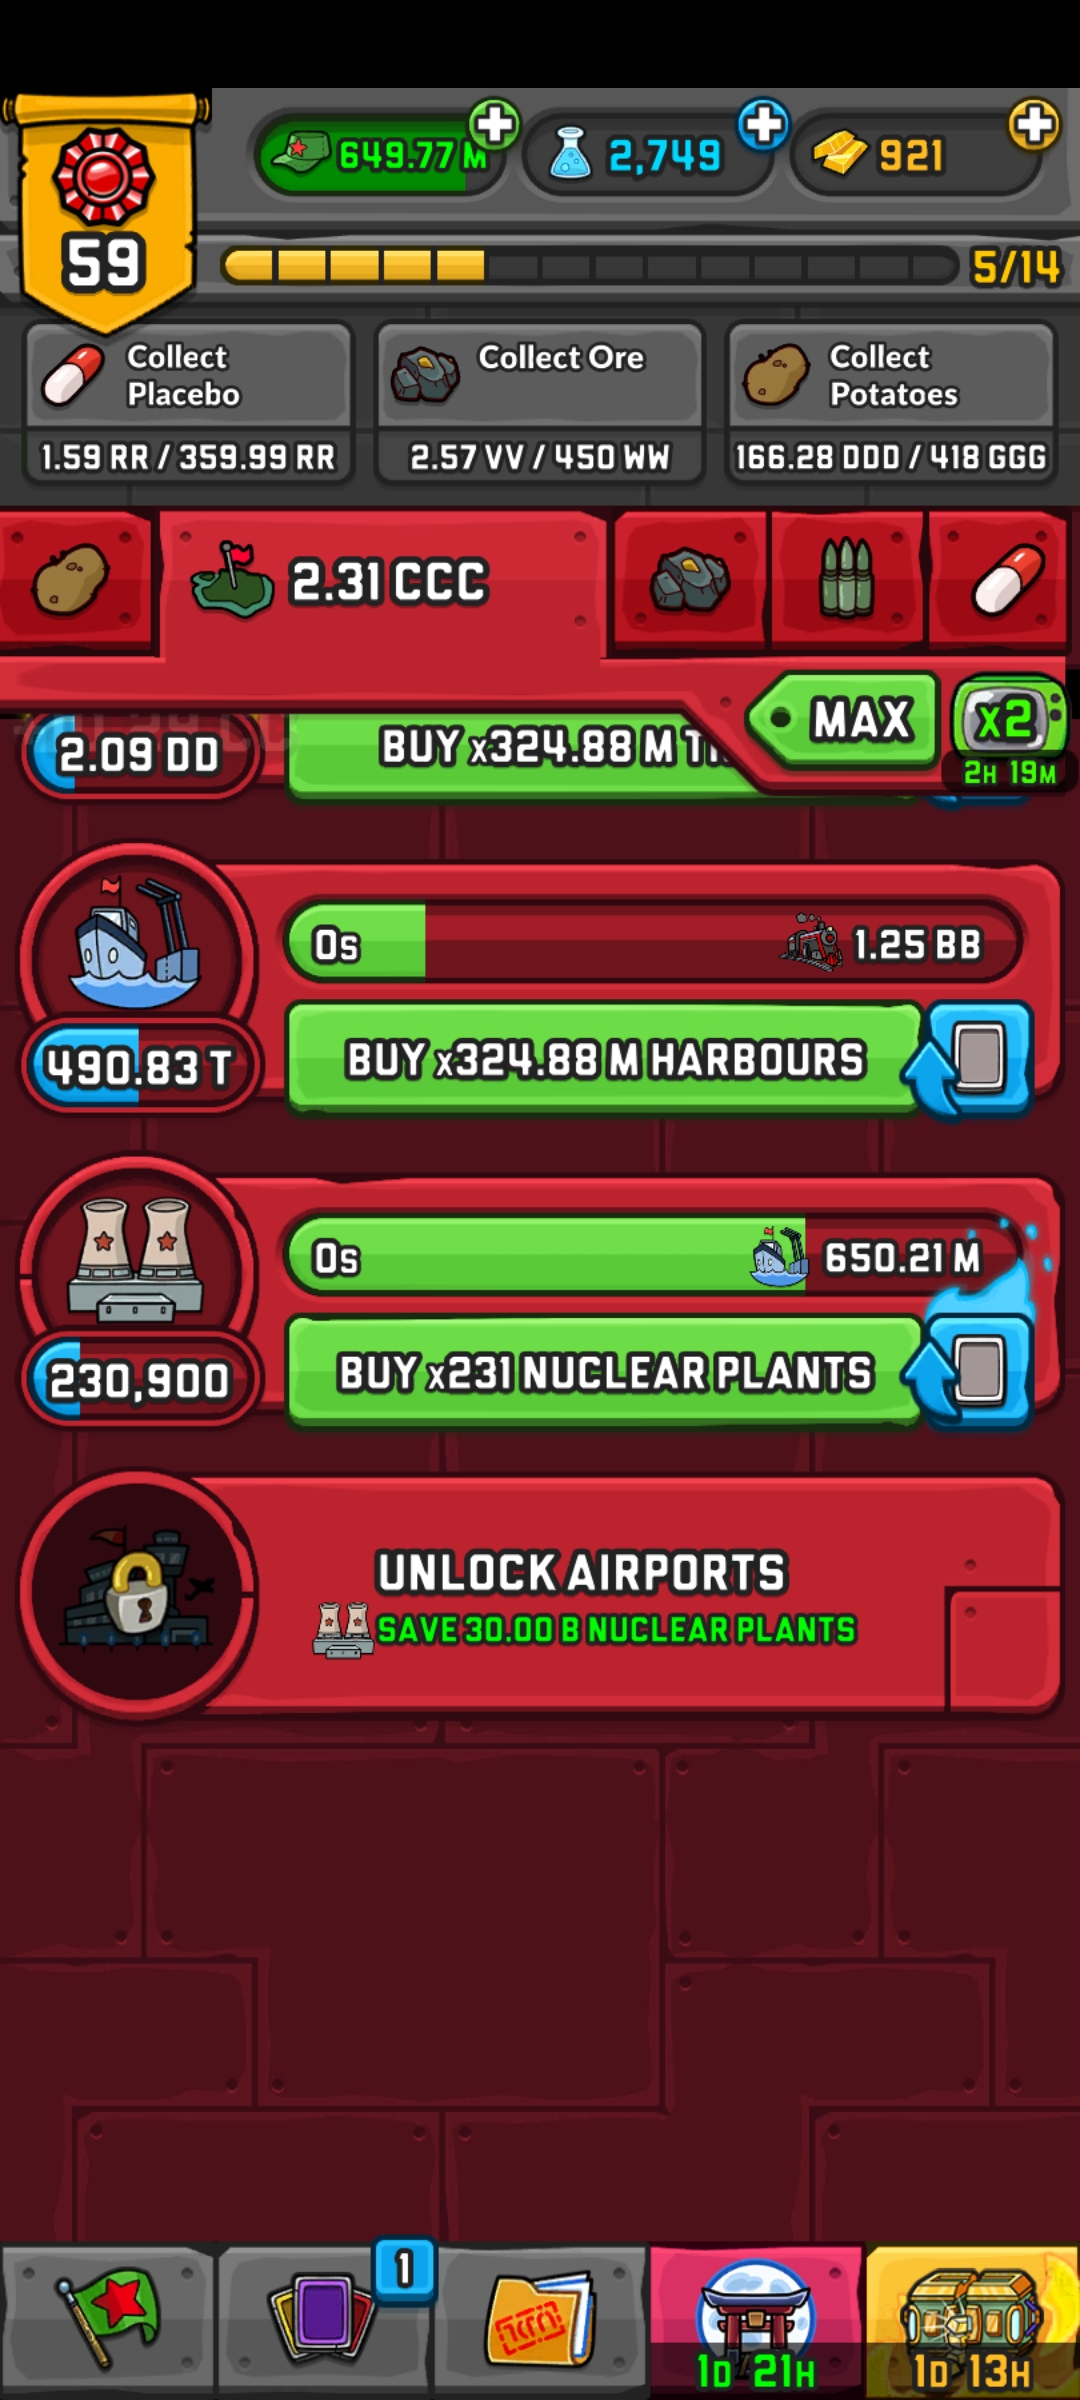 649.77 M
2,749
921
59
5/14
Collect Placebo
1.59 RR / 359.99 RR
Collect Ore
2.57 VV / 450 WW
Collect Potatoes
166.28 DDD / 418 GGG
2.31 CCC
MAX
x2
2H 19M
2.09 DD
BUY x324.88 M
0s
1.25 BB
490.83 T
BUY x324.88 M HARBOURS
0s
650.21 M
230,900
BUY x231 NUCLEAR PLANTS
UNLOCK AIRPORTS
SAVE 30.00 B NUCLEAR PLANTS
1
1D 21H
1D 13H